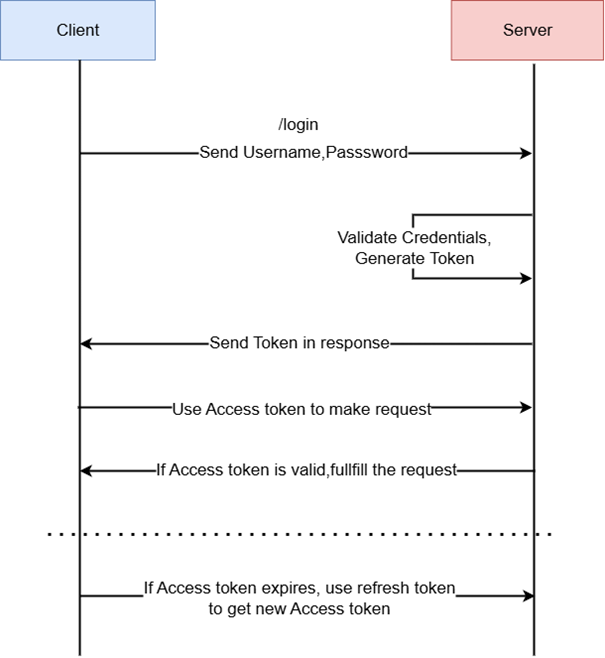 Client
Server
/login
Send Username,Passsword
Validate Credentials,
Generate Token
Send Token in response
Use Access token to make request
If Access token is valid,fullfill the request
If Access token expires, use refresh token
to get new Access token